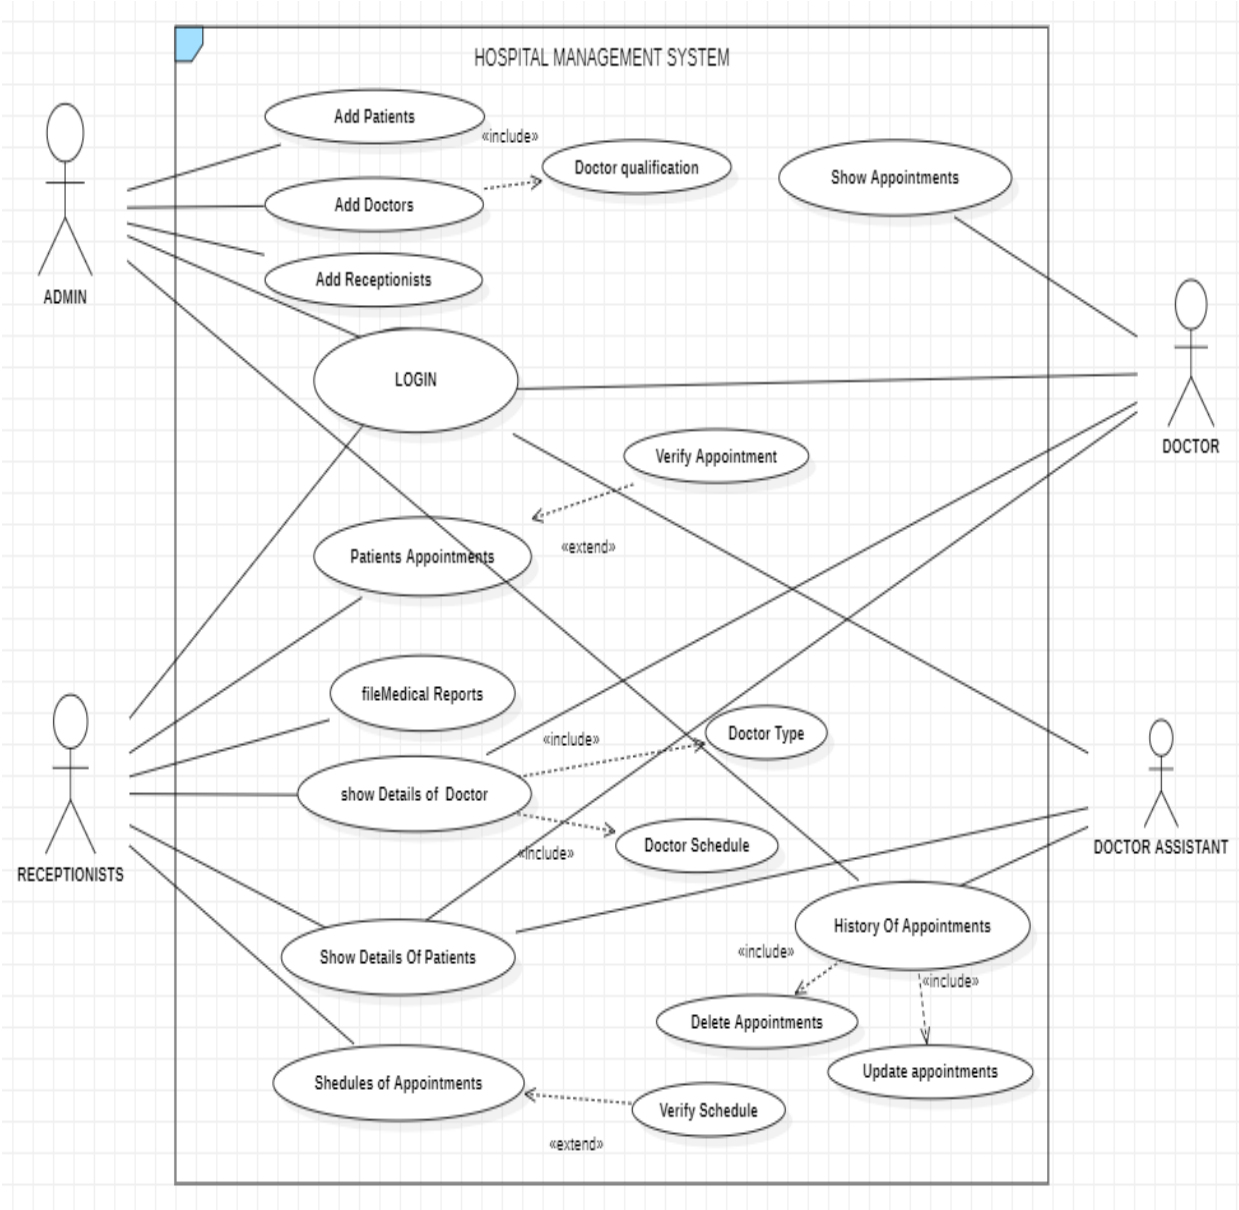 HOSPITAL MANAGEMENT SYSTEM
Add Patients
«include»
Doctor qualification
Show Appointments
Add Doctors
Add Receptionists
ADMIN
LOGIN
DOCTOR
Verify Appointment
«extend»
Patients Appointments
fileMedical Reports
«include»
Doctor Type
show Details of Doctor
Doctor Schedule
«include»
DOCTOR ASSISTANT
RECEPTIONISTS
History Of Appointments
Show Details Of Patients
«include»
«include»
Delete Appointments
Update appointments
Shedules of Appointments
Verify Schedule
«extend»